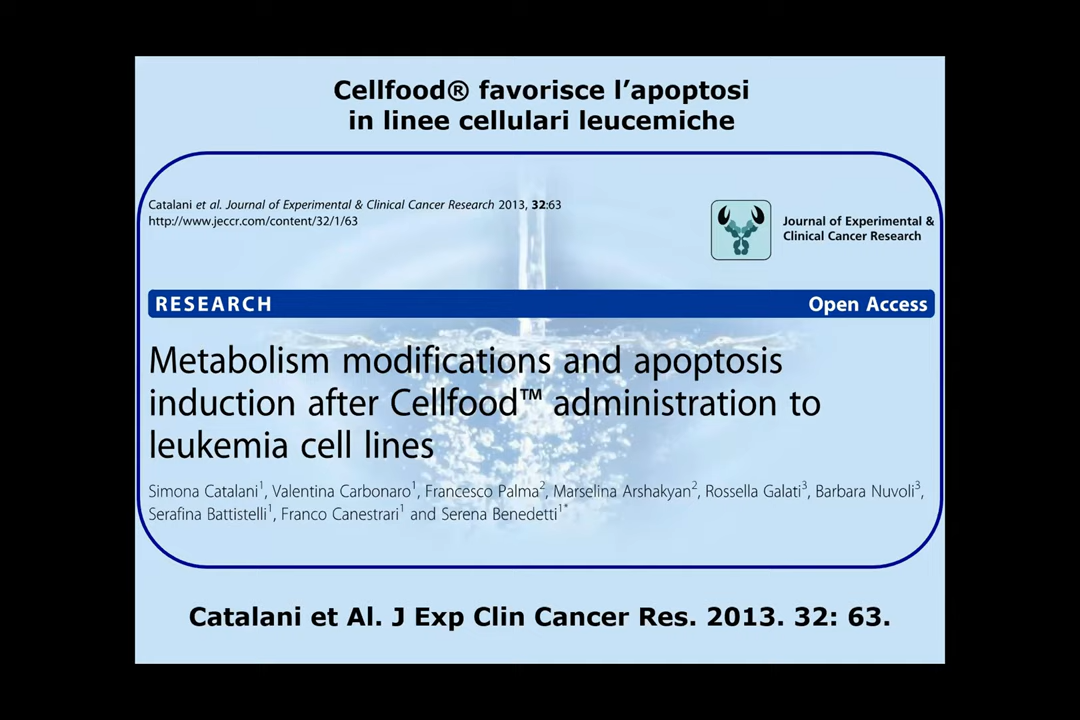 Cellfood® favorisce l’apoptosi
in linee cellulari leucemiche
Catalani et al. Journal of Experimental & Clinical Cancer Research 2013, 32:63
http://www.jeccr.com/content/32/1/63
Journal of Experimental &
Clinical Cancer Research
RESEARCH Open Access
Metabolism modifications and apoptosis
induction after Cellfood™ administration to
leukemia cell lines
Simona Catalani1, Valentina Carbonaro1, Francesco Palma2, Marselina Arshakyan2, Rossella Galati3, Barbara Nuvoli3,
Serafina Battistelli1, Franco Canestrari1 and Serena Benedetti1*
Catalani et Al. J Exp Clin Cancer Res. 2013. 32: 63.